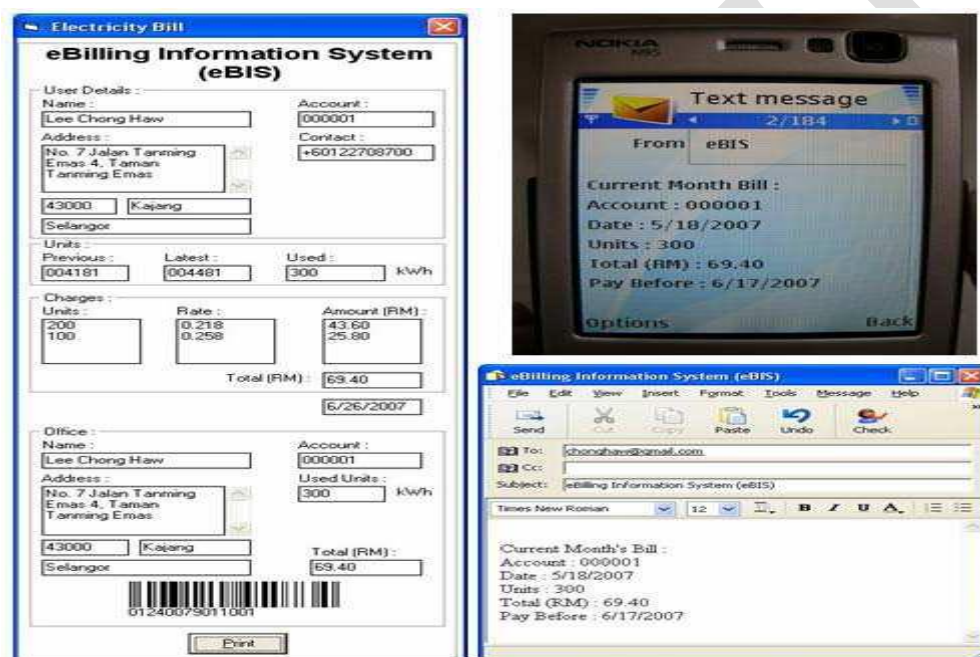 Electricity Bill
eBilling Information System
(eBIS)
User Details :
Name : Account :
Lee Chong Haw 000001
Address : Contact :
No. 7 Jalan Tanming +60122708700
Emas 4, Taman
Tanming Emas
43000 Kajang
Selangor
Units :
Previous : Latest : Used :
004181 004481 300 kWh
Charges :
Units : Rate : Amount (RM) :
200 0.218 43.60
100 0.258 25.80
Total (RM) : 69.40
6/26/2007
Office :
Name : Account :
Lee Chong Haw 000001
Address : Used Units :
No. 7 Jalan Tanming 300 kWh
Emas 4, Taman
Tanming Emas
43000 Kajang Total (RM) :
Selangor 69.40
01240079011001
Print
NOKIA
N95
Text message
2/184
From eBIS
Current Month Bill :
Account : 000001
Date : 5/18/2007
Units : 300
Total (RM) : 69.40
Pay Before : 6/17/2007
Options Back
eBilling Information System (eBIS)
File Edit View Insert Format Tools Message Help
Send Cut Copy Paste Undo Check
To: chonghaw@gmail.com
Cc:
Subject: eBilling Information System (eBIS)
Times New Roman 12 B I U A
Current Month's Bill :
Account : 000001
Date : 5/18/2007
Units : 300
Total (RM) : 69.40
Pay Before : 6/17/2007